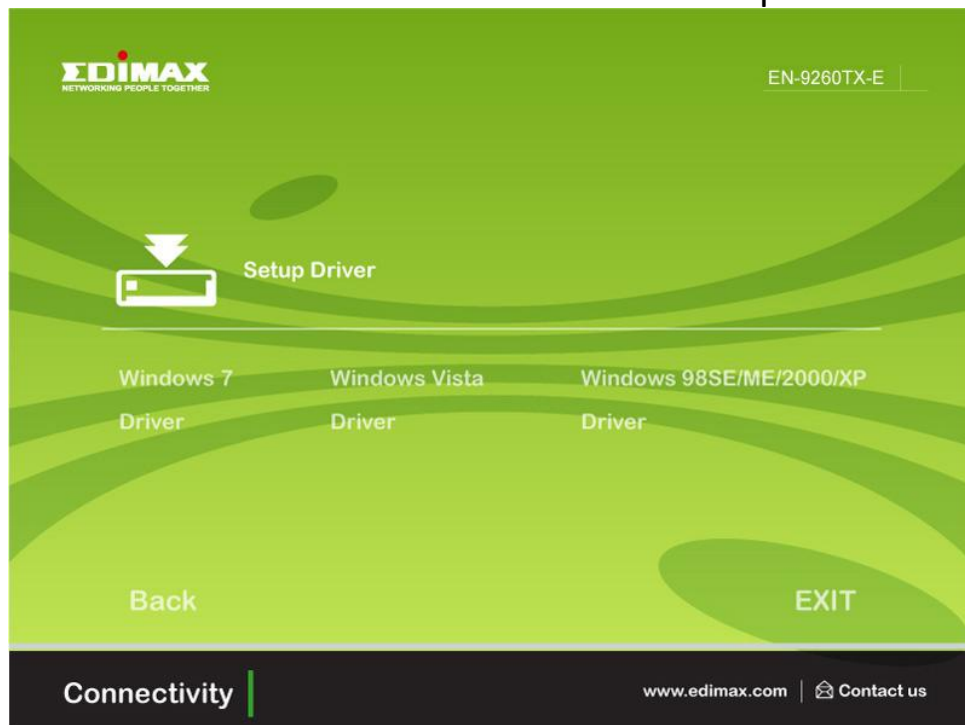 EDIMAX
NETWORKING PEOPLE TOGETHER
EN-9260TX-E
Setup Driver
Windows 7 Driver
Windows Vista Driver
Windows 98SE/ME/2000/XP Driver
Back
EXIT
Connectivity
www.edimax.com
Contact us